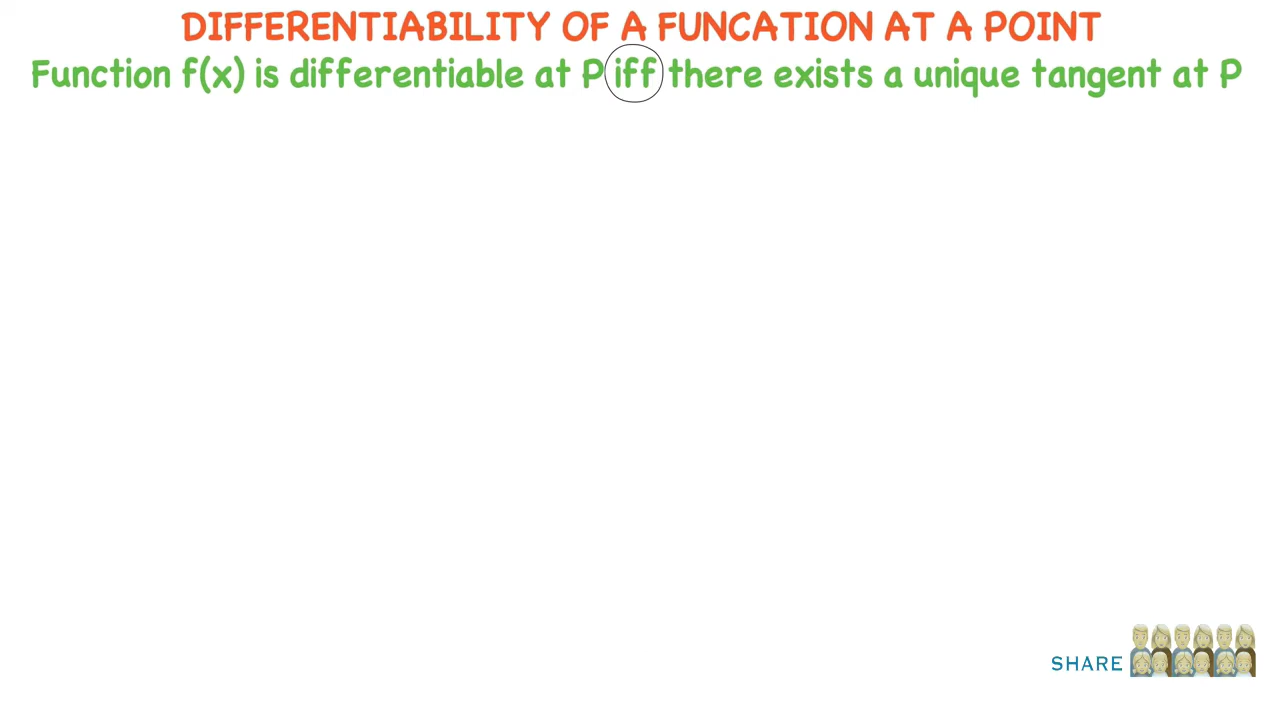 DIFFERENTIABILITY OF A FUNCATION AT A POINT
Function f(x) is differentiable at P iff there exists a unique tangent at P
SHARE